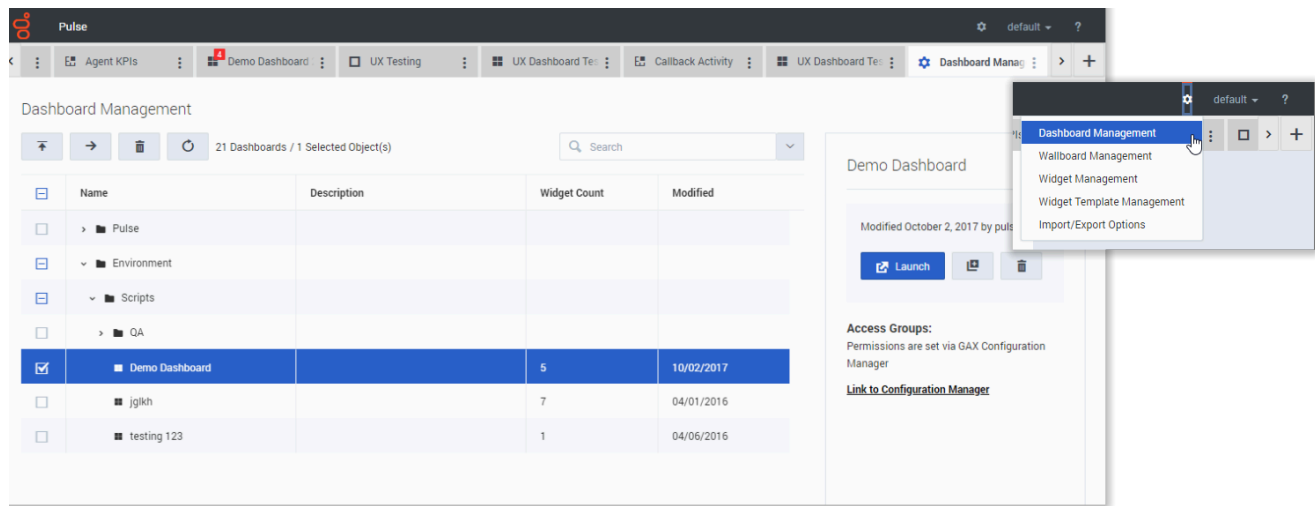 Pulse
default
?
Agent KPIs
4
Demo Dashboard
UX Testing
UX Dashboard Tes
Callback Activity
UX Dashboard Tes
Dashboard Manag
+
Dashboard Management
21 Dashboards / 1 Selected Object(s)
Search
Name Description Widget Count Modified
Pulse
Environment
Scripts
QA
Demo Dashboard 5 10/02/2017
jglkh 7 04/01/2016
testing 123 1 04/06/2016
Demo Dashboard
Modified October 2, 2017 by puls
Launch
Access Groups:
Permissions are set via GAX Configuration
Manager
Link to Configuration Manager
default
?
Dashboard Management
Wallboard Management
Widget Management
Widget Template Management
Import/Export Options
+